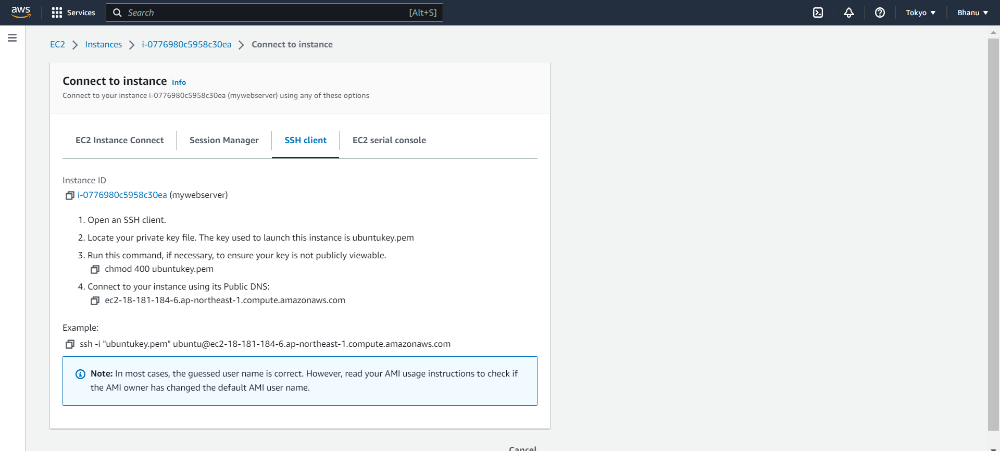 aws
Services
Search
[Alt+S]
Tokyo
Bhanu
EC2
Instances
i-0776980c5958c30ea
Connect to instance
Connect to instance Info
Connect to your instance i-0776980c5958c30ea (mywebserver) using any of these options
EC2 Instance Connect
Session Manager
SSH client
EC2 serial console
Instance ID
i-0776980c5958c30ea (mywebserver)
1. Open an SSH client.
2. Locate your private key file. The key used to launch this instance is ubuntukey.pem
3. Run this command, if necessary, to ensure your key is not publicly viewable.
chmod 400 ubuntukey.pem
4. Connect to your instance using its Public DNS:
ec2-18-181-184-6.ap-northeast-1.compute.amazonaws.com
Example:
ssh -i "ubuntukey.pem" ubuntu@ec2-18-181-184-6.ap-northeast-1.compute.amazonaws.com
Note: In most cases, the guessed user name is correct. However, read your AMI usage instructions to check if
the AMI owner has changed the default AMI user name.
Cancel